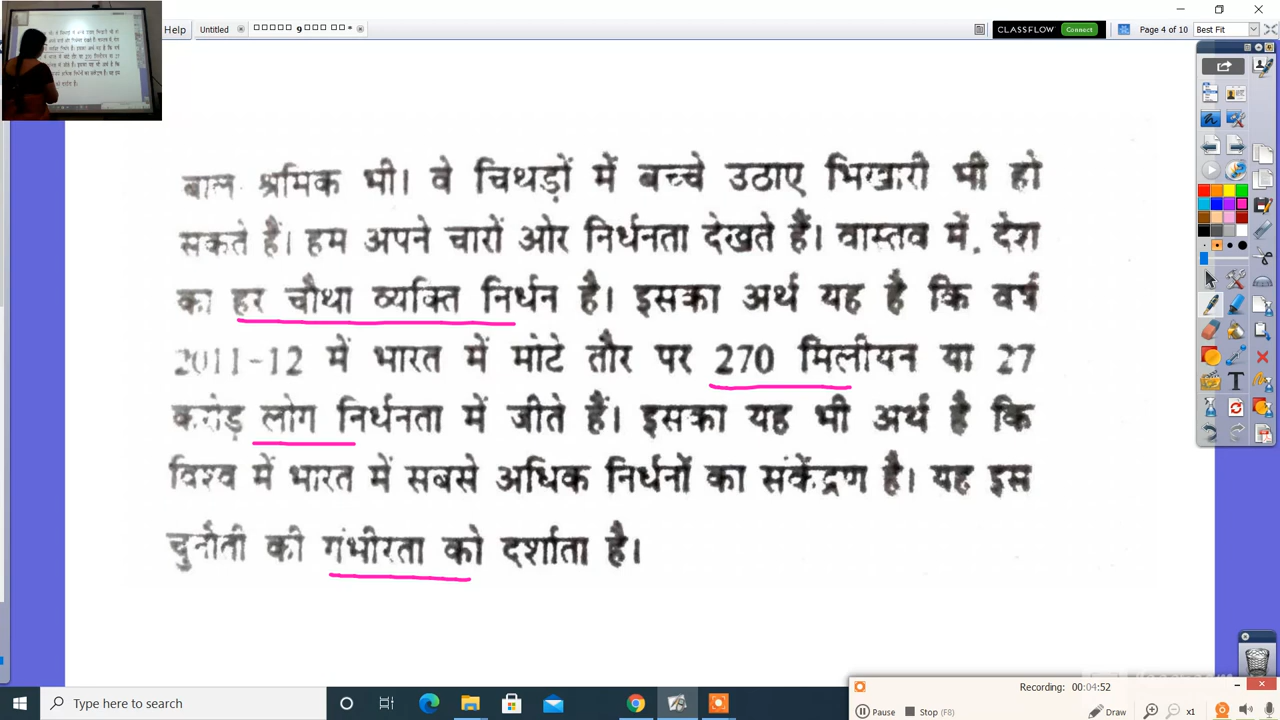 Help Untitled 9 * CLASSFLOW Connect Page 4 of 10 Best Fit
बाल श्रमिक भी। वे चिथड़ों में बच्चे उठाए भिखारी भी हो
सकते हैं। हम अपने चारों ओर निर्धनता देखते हैं। वास्तव में, देश
का हर चौथा व्यक्ति निर्धन है। इसका अर्थ यह है कि वर्ष
2011-12 में भारत में मोटे तौर पर 270 मिलीयन या 27
करोड़ लोग निर्धनता में जीते हैं। इसका यह भी अर्थ है कि
विश्व में भारत में सबसे अधिक निर्धनों का संकेंद्रण है। यह इस
चुनौती की गंभीरता को दर्शाता है।
Recording: 00:04:52
Type here to search
Pause Stop (F8) Draw x1